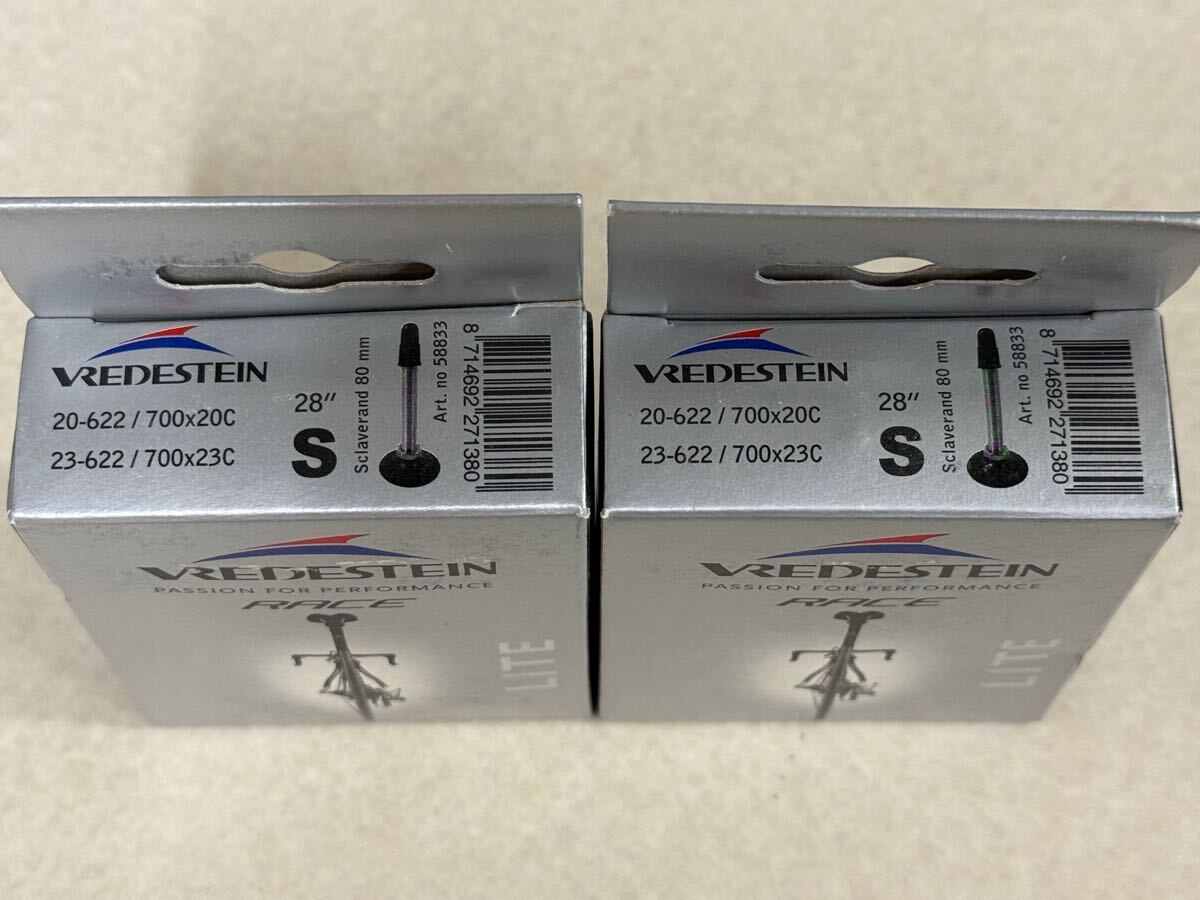 VREDESTEIN
20-622 / 700x20C
23-622 / 700x23C
28"
S
Sclaverand 80 mm
Art. no 58833
8 714692 271380
VREDESTEIN
PASSION FOR PERFORMANCE
RACE
LITE
VREDESTEIN
20-622 / 700x20C
23-622 / 700x23C
28"
S
Sclaverand 80 mm
Art. no 58833
8 714692 271380
VREDESTEIN
PASSION FOR PERFORMANCE
RACE
LITE